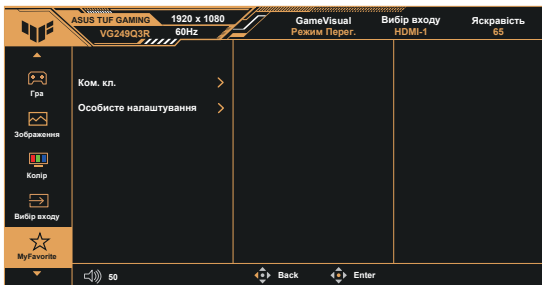 ASUS TUF GAMING
VG249Q3R
1920 x 1080
60Hz
GameVisual
Режим Перег.
Вибір входу
HDMI-1
Яскравість
65
Гра
Зображення
Колір
Вибір входу
MyFavorite
Ком. кл.
Особисте налаштування
50
Back
Enter